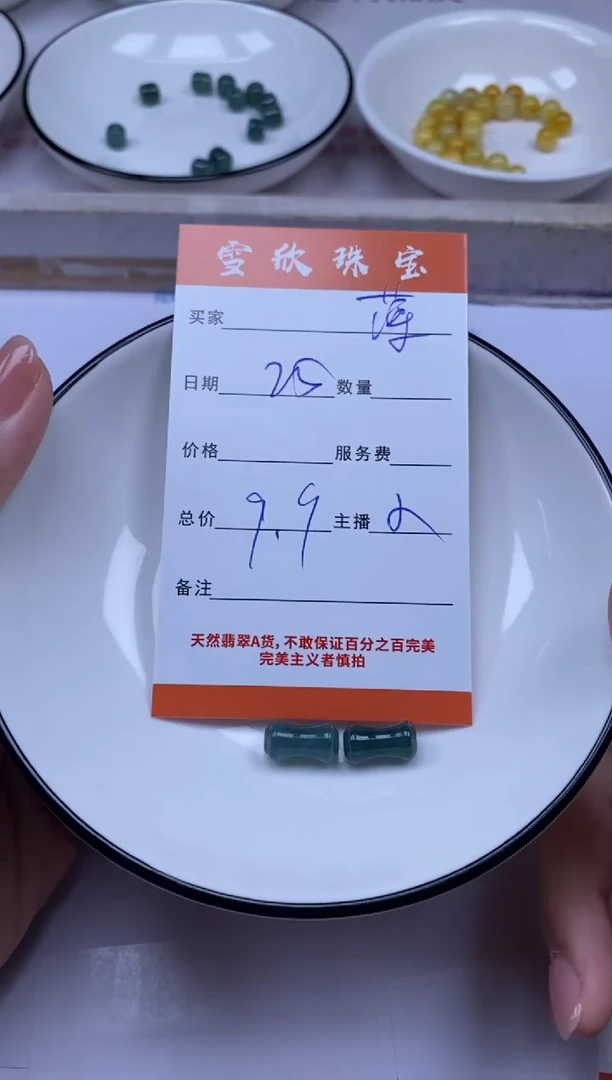 雪欣珠宝
买家 薄
日期 25 数量
价格 服务费
总价 9.9 主播
备注
天然翡翠A货,不敢保证百分之百完美
完美主义者慎拍